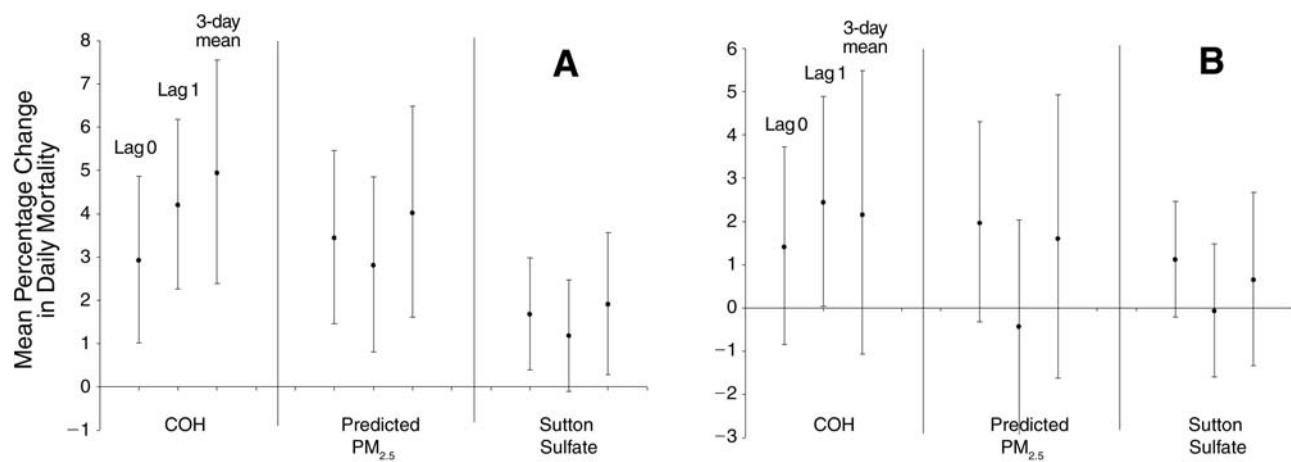 Mean Percentage Change
in Daily Mortality
8
7
6
5
4
3
2
1
0
−1
Lag 0
Lag 1
3-day
mean
A
COH
Predicted
PM2.5
Sutton
Sulfate
6
5
4
3
2
1
0
−1
−2
−3
Lag 0
Lag 1
3-day
mean
B
COH
Predicted
PM2.5
Sutton
Sulfate